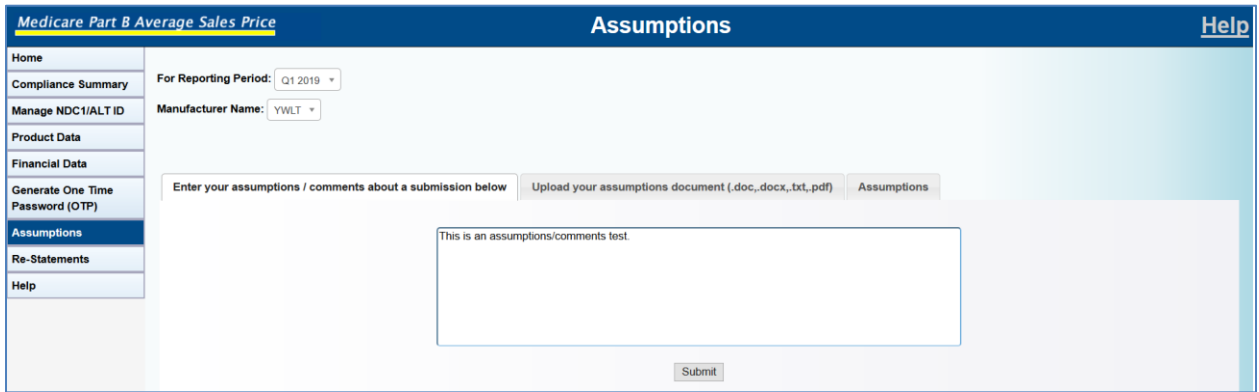 Medicare Part B Average Sales Price
Assumptions
Help
Home
Compliance Summary
Manage NDC1/ALT ID
Product Data
Financial Data
Generate One Time
Password (OTP)
Assumptions
Re-Statements
Help
For Reporting Period: Q1 2019
Manufacturer Name: YWLT
Enter your assumptions / comments about a submission below
Upload your assumptions document (.doc,.docx,.txt,.pdf)
Assumptions
This is an assumptions/comments test.
Submit